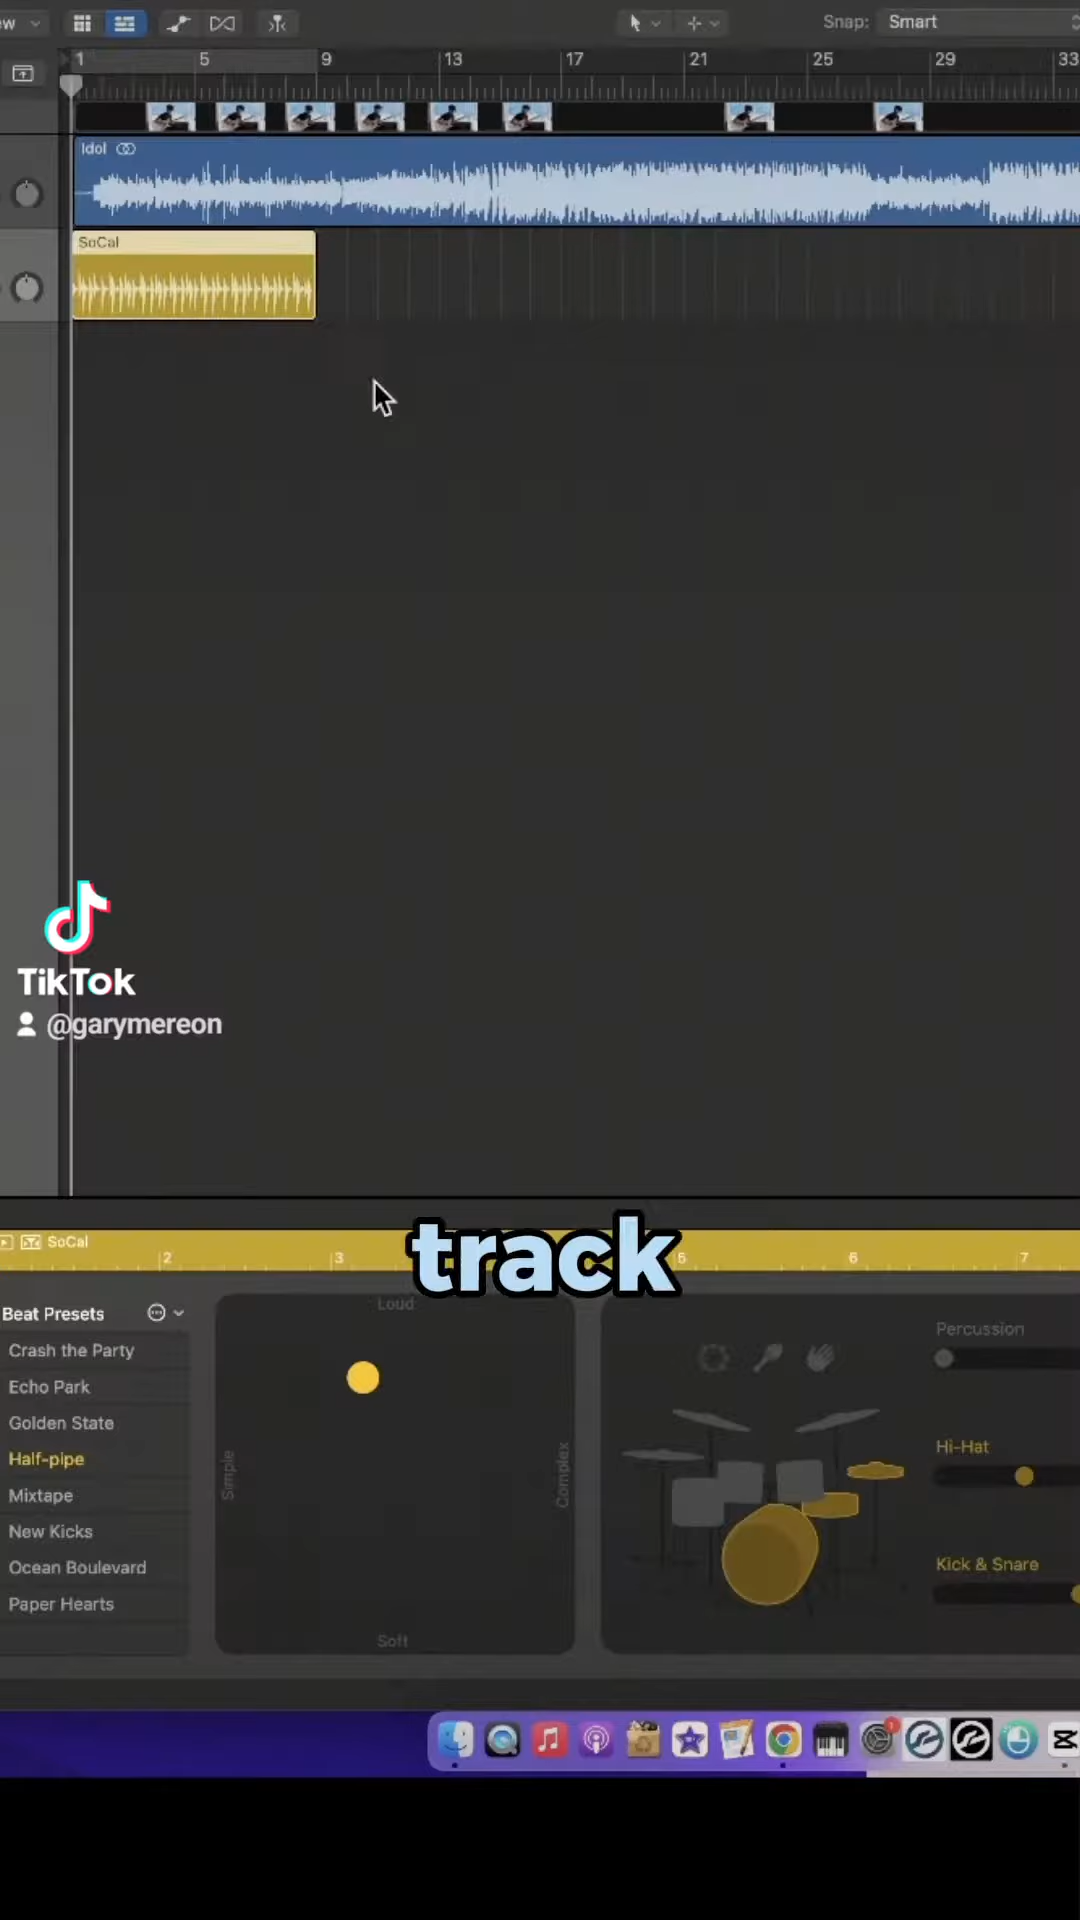 Snap: Smart
1 5 9 13 17 21 25 29 33
Idol
SoCal
TikTok
@garymereon
track
SoCal
2 3 5 6 7
Beat Presets
Crash the Party
Echo Park
Golden State
Half-pipe
Mixtape
New Kicks
Ocean Boulevard
Paper Hearts
Loud
Simple
Complex
Soft
Percussion
Hi-Hat
Kick & Snare